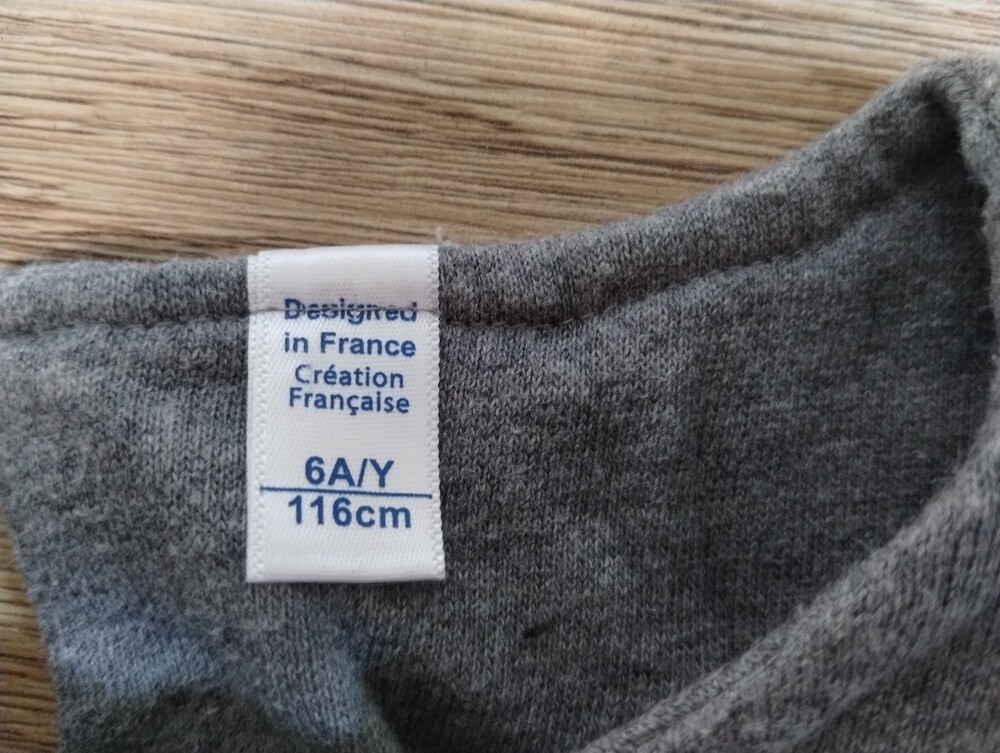 Designed
in France
Création
Française
6A/Y
116cm